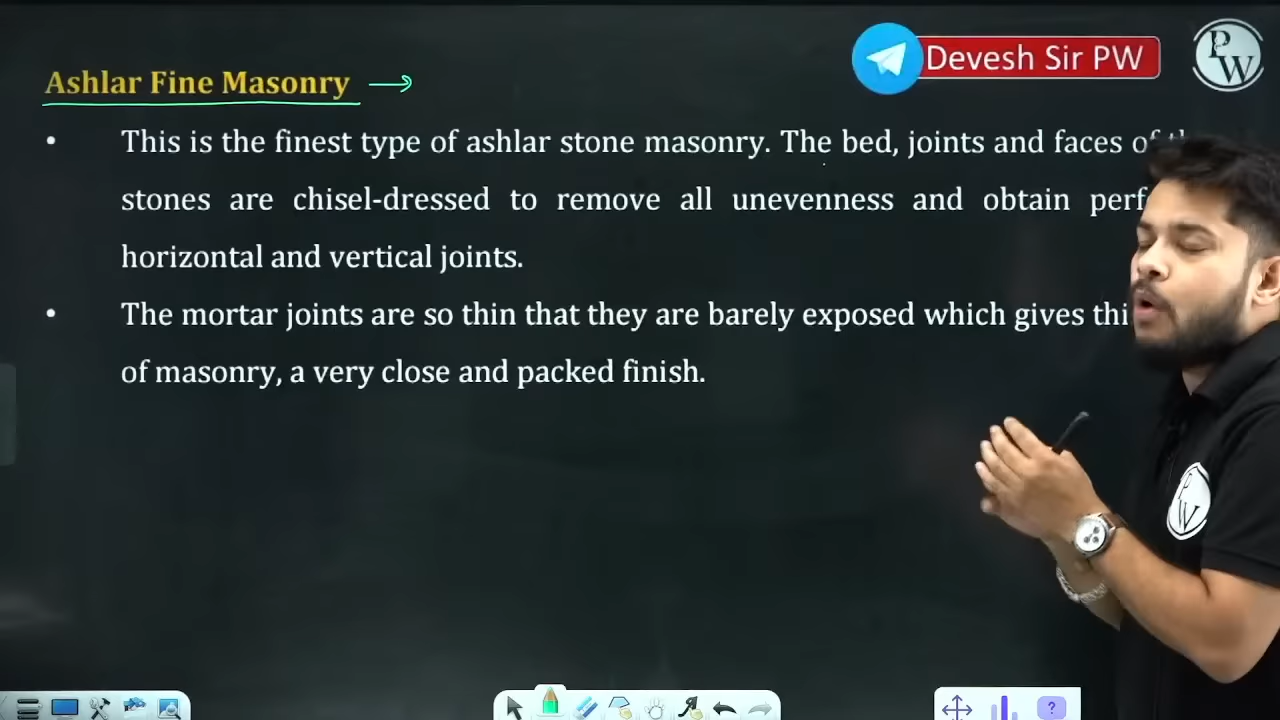 Devesh Sir PW
PW
Ashlar Fine Masonry
• This is the finest type of ashlar stone masonry. The bed, joints and faces of
stones are chisel-dressed to remove all unevenness and obtain
horizontal and vertical joints.
• The mortar joints are so thin that they are barely exposed which gives
of masonry, a very close and packed finish.
PW
?